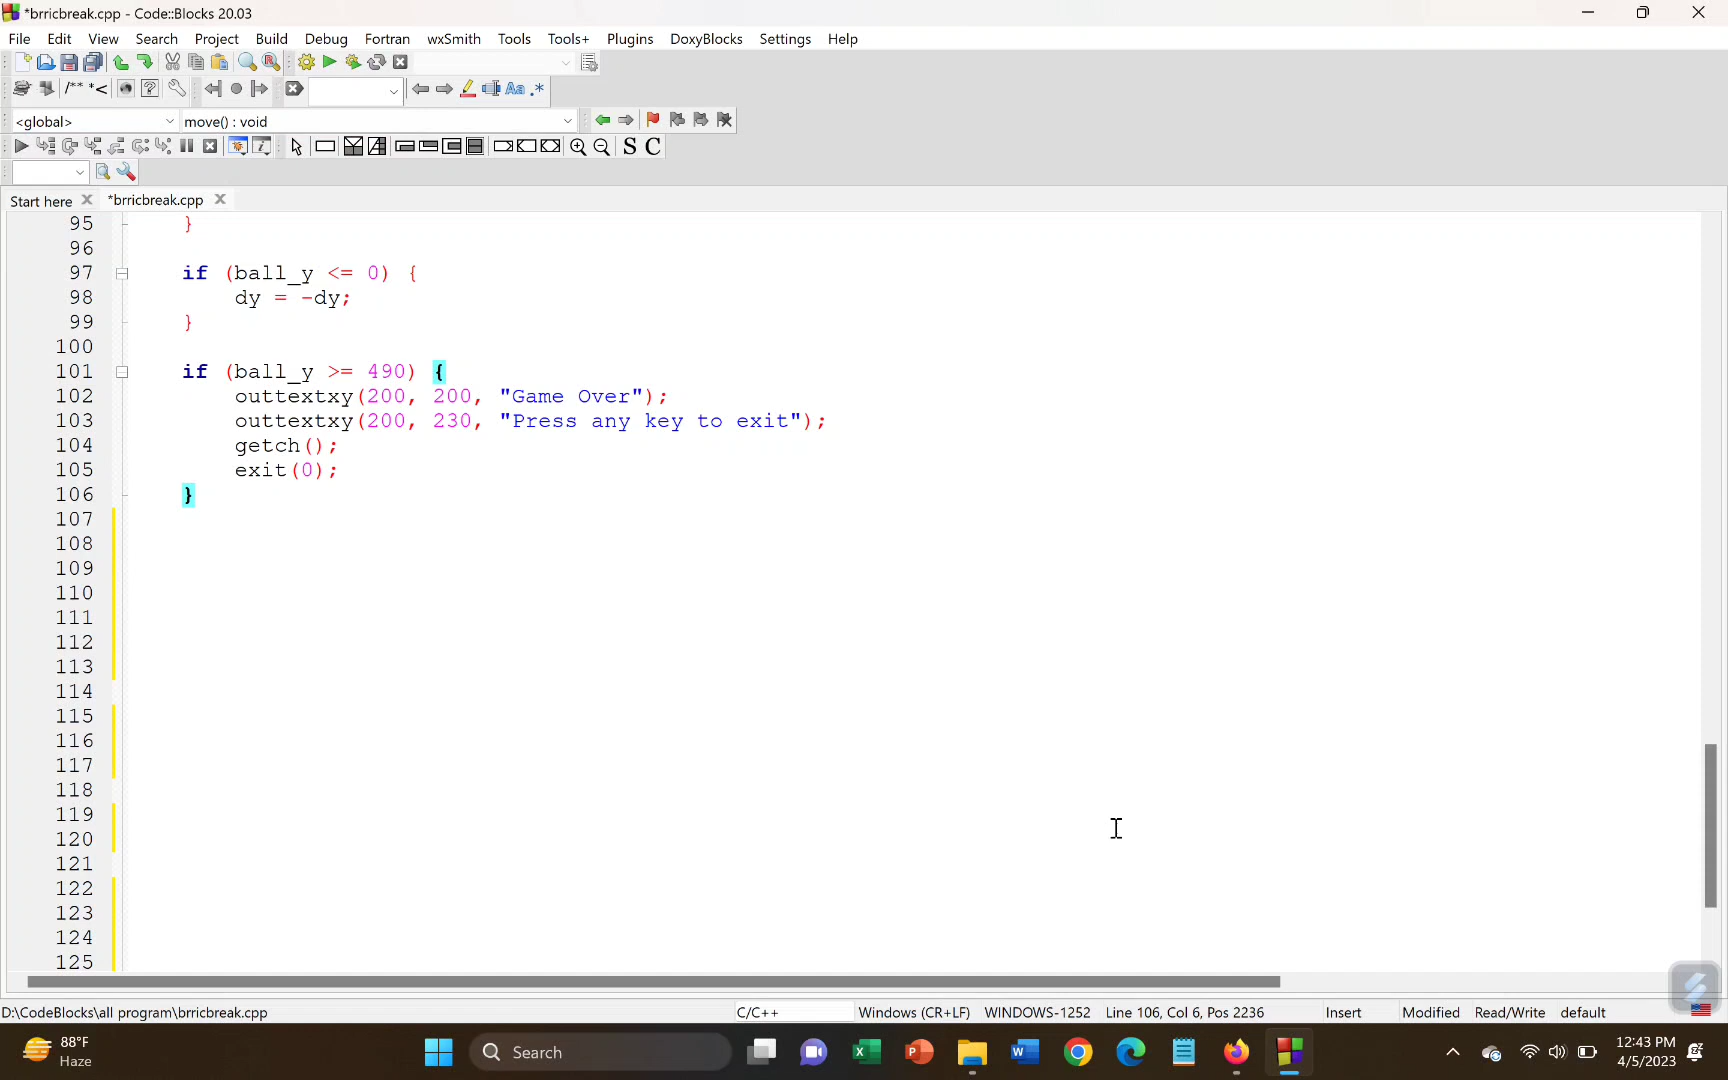 *brricbreak.cpp - Code::Blocks 20.03
File Edit View Search Project Build Debug Fortran wxSmith Tools Tools+ Plugins DoxyBlocks Settings Help
/** *<
Aa .*
<global> move() : void
S C
Start here *brricbreak.cpp
95 }
96
97 if (ball_y <= 0) {
98 dy = -dy;
99 }
100
101 if (ball_y >= 490) {
102 outtextxy(200, 200, "Game Over");
103 outtextxy(200, 230, "Press any key to exit");
104 getch();
105 exit(0);
106 }
107
108
109
110
111
112
113
114
115
116
117
118
119
120
121
122
123
124
125
D:\CodeBlocks\all program\brricbreak.cpp C/C++ Windows (CR+LF) WINDOWS-1252 Line 106, Col 6, Pos 2236 Insert Modified Read/Write default
88°F
Haze
Search
12:43 PM
4/5/2023